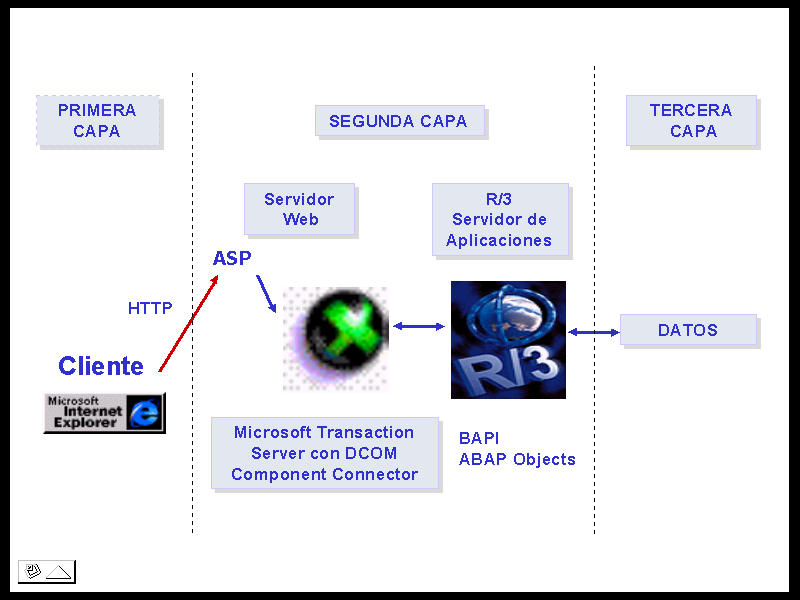 PRIMERA
CAPA
SEGUNDA CAPA
TERCERA
CAPA
Servidor
Web
R/3
Servidor de
Aplicaciones
ASP
HTTP
R/3
DATOS
Cliente
Microsoft
Internet
Explorer
Microsoft Transaction
Server con DCOM
Component Connector
BAPI
ABAP Objects